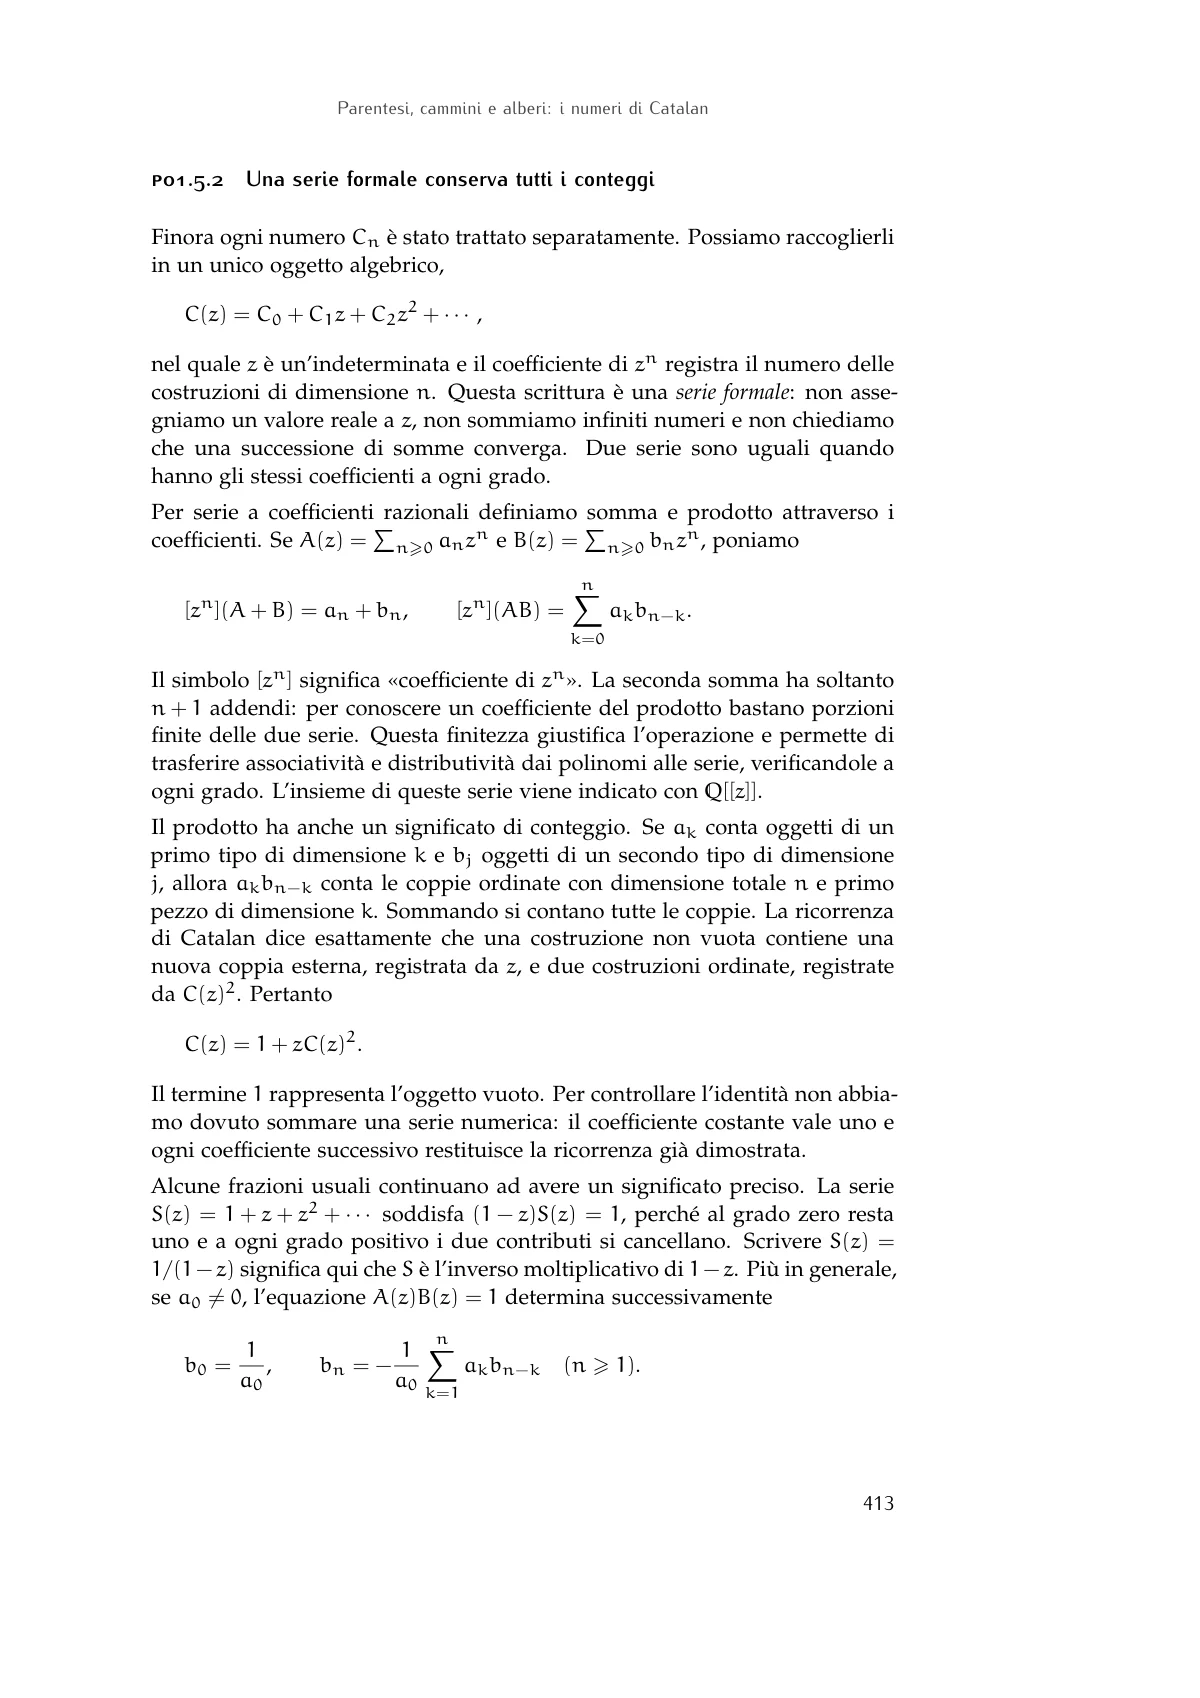 Parentesi, cammini e alberi: i numeri di Catalan
P01.5.2 Una serie formale conserva tutti i conteggi
Finora ogni numero Cₙ è stato trattato separatamente. Possiamo raccoglierli
in un unico oggetto algebrico,
C(z) = C₀ + C₁z + C₂z² + ⋯ ,
nel quale z è un'indeterminata e il coefficiente di zⁿ registra il numero delle
costruzioni di dimensione n. Questa scrittura è una serie formale: non asse-
gniamo un valore reale a z, non sommiamo infiniti numeri e non chiediamo
che una successione di somme converga. Due serie sono uguali quando
hanno gli stessi coefficienti a ogni grado.
Per serie a coefficienti razionali definiamo somma e prodotto attraverso i
coefficienti. Se A(z) = ∑ₙ⩾₀ aₙzⁿ e B(z) = ∑ₙ⩾₀ bₙzⁿ, poniamo
[zⁿ](A + B) = aₙ + bₙ, [zⁿ](AB) = ∑_{k=0}^{n} aₖbₙ₋ₖ.
Il simbolo [zⁿ] significa «coefficiente di zⁿ». La seconda somma ha soltanto
n + 1 addendi: per conoscere un coefficiente del prodotto bastano porzioni
finite delle due serie. Questa finitezza giustifica l'operazione e permette di
trasferire associatività e distributività dai polinomi alle serie, verificandole a
ogni grado. L'insieme di queste serie viene indicato con ℚ[[z]].
Il prodotto ha anche un significato di conteggio. Se aₖ conta oggetti di un
primo tipo di dimensione k e bⱼ oggetti di un secondo tipo di dimensione
j, allora aₖbₙ₋ₖ conta le coppie ordinate con dimensione totale n e primo
pezzo di dimensione k. Sommando si contano tutte le coppie. La ricorrenza
di Catalan dice esattamente che una costruzione non vuota contiene una
nuova coppia esterna, registrata da z, e due costruzioni ordinate, registrate
da C(z)². Pertanto
C(z) = 1 + zC(z)².
Il termine 1 rappresenta l'oggetto vuoto. Per controllare l'identità non abbia-
mo dovuto sommare una serie numerica: il coefficiente costante vale uno e
ogni coefficiente successivo restituisce la ricorrenza già dimostrata.
Alcune frazioni usuali continuano ad avere un significato preciso. La serie
S(z) = 1 + z + z² + ⋯ soddisfa (1 − z)S(z) = 1, perché al grado zero resta
uno e a ogni grado positivo i due contributi si cancellano. Scrivere S(z) =
1/(1 − z) significa qui che S è l'inverso moltiplicativo di 1 − z. Più in generale,
se a₀ ≠ 0, l'equazione A(z)B(z) = 1 determina successivamente
b₀ = 1/a₀, bₙ = −1/a₀ ∑_{k=1}^{n} aₖbₙ₋ₖ (n ⩾ 1).
413